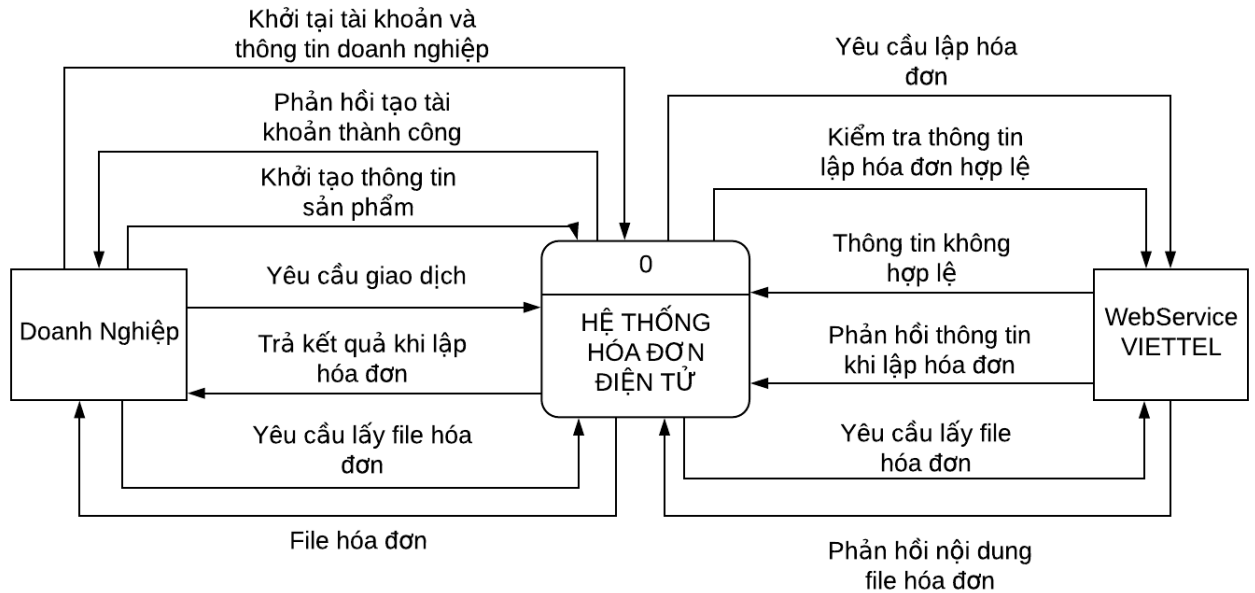 Khởi tại tài khoản và
thông tin doanh nghiệp
Phản hồi tạo tài
khoản thành công
Khởi tạo thông tin
sản phẩm
Yêu cầu giao dịch
Trả kết quả khi lập
hóa đơn
Yêu cầu lấy file hóa
đơn
File hóa đơn
Doanh Nghiệp
0
HỆ THỐNG
HÓA ĐƠN
ĐIỆN TỬ
Yêu cầu lập hóa
đơn
Kiểm tra thông tin
lập hóa đơn hợp lệ
Thông tin không
hợp lệ
Phản hồi thông tin
khi lập hóa đơn
Yêu cầu lấy file
hóa đơn
Phản hồi nội dung
file hóa đơn
WebService
VIETTEL